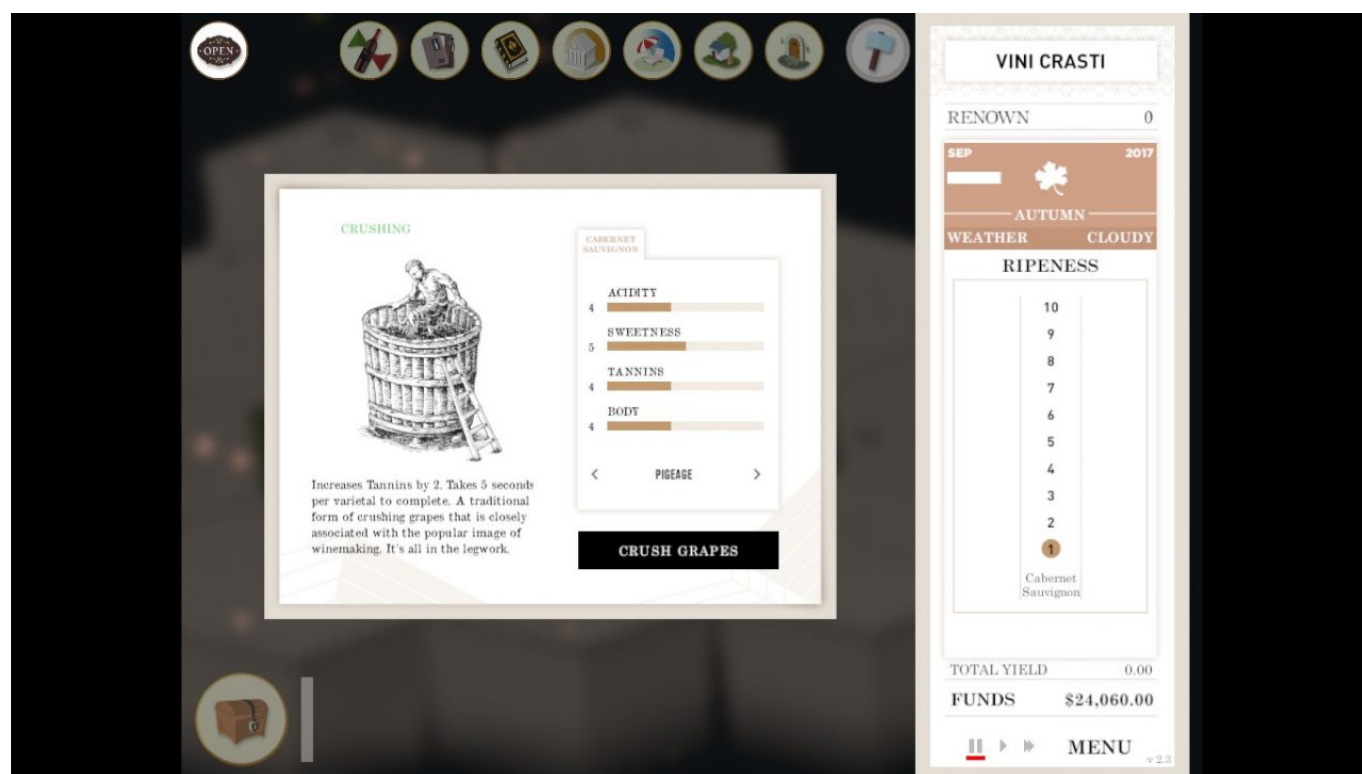 OPEN
VINI CRASTI
RENOWN 0
SEP 2017
AUTUMN
WEATHER CLOUDY
RIPENESS
10
9
8
7
6
5
4
3
2
1
Cabernet
Sauvignon
TOTAL YIELD 0.00
FUNDS $24,060.00
MENU
v 2.3
CRUSHING
Increases Tannins by 2. Takes 5 seconds
per varietal to complete. A traditional
form of crushing grapes that is closely
associated with the popular image of
winemaking. It's all in the legwork.
CABERNET
SAUVIGNON
ACIDITY
4
SWEETNESS
5
TANNINS
4
BODY
4
< PIGEAGE >
CRUSH GRAPES